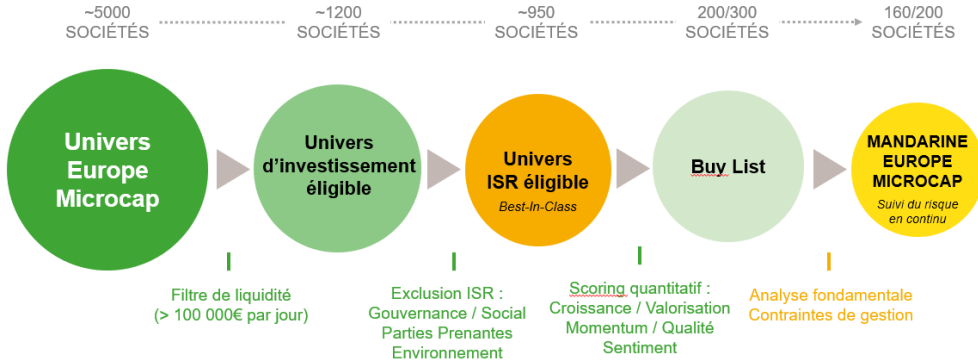 ~5000
SOCIÉTÉS
~1200
SOCIÉTÉS
~950
SOCIÉTÉS
200/300
SOCIÉTÉS
160/200
SOCIÉTÉS
Univers
Europe
Microcap
Univers
d'investissement
éligible
Univers
ISR éligible
Best-In-Class
Buy List
MANDARINE
EUROPE
MICROCAP
Suivi du risque
en continu
Filtre de liquidité
(> 100 000€ par jour)
Exclusion ISR :
Gouvernance / Social
Parties Prenantes
Environnement
Scoring quantitatif :
Croissance / Valorisation
Momentum / Qualité
Sentiment
Analyse fondamentale
Contraintes de gestion